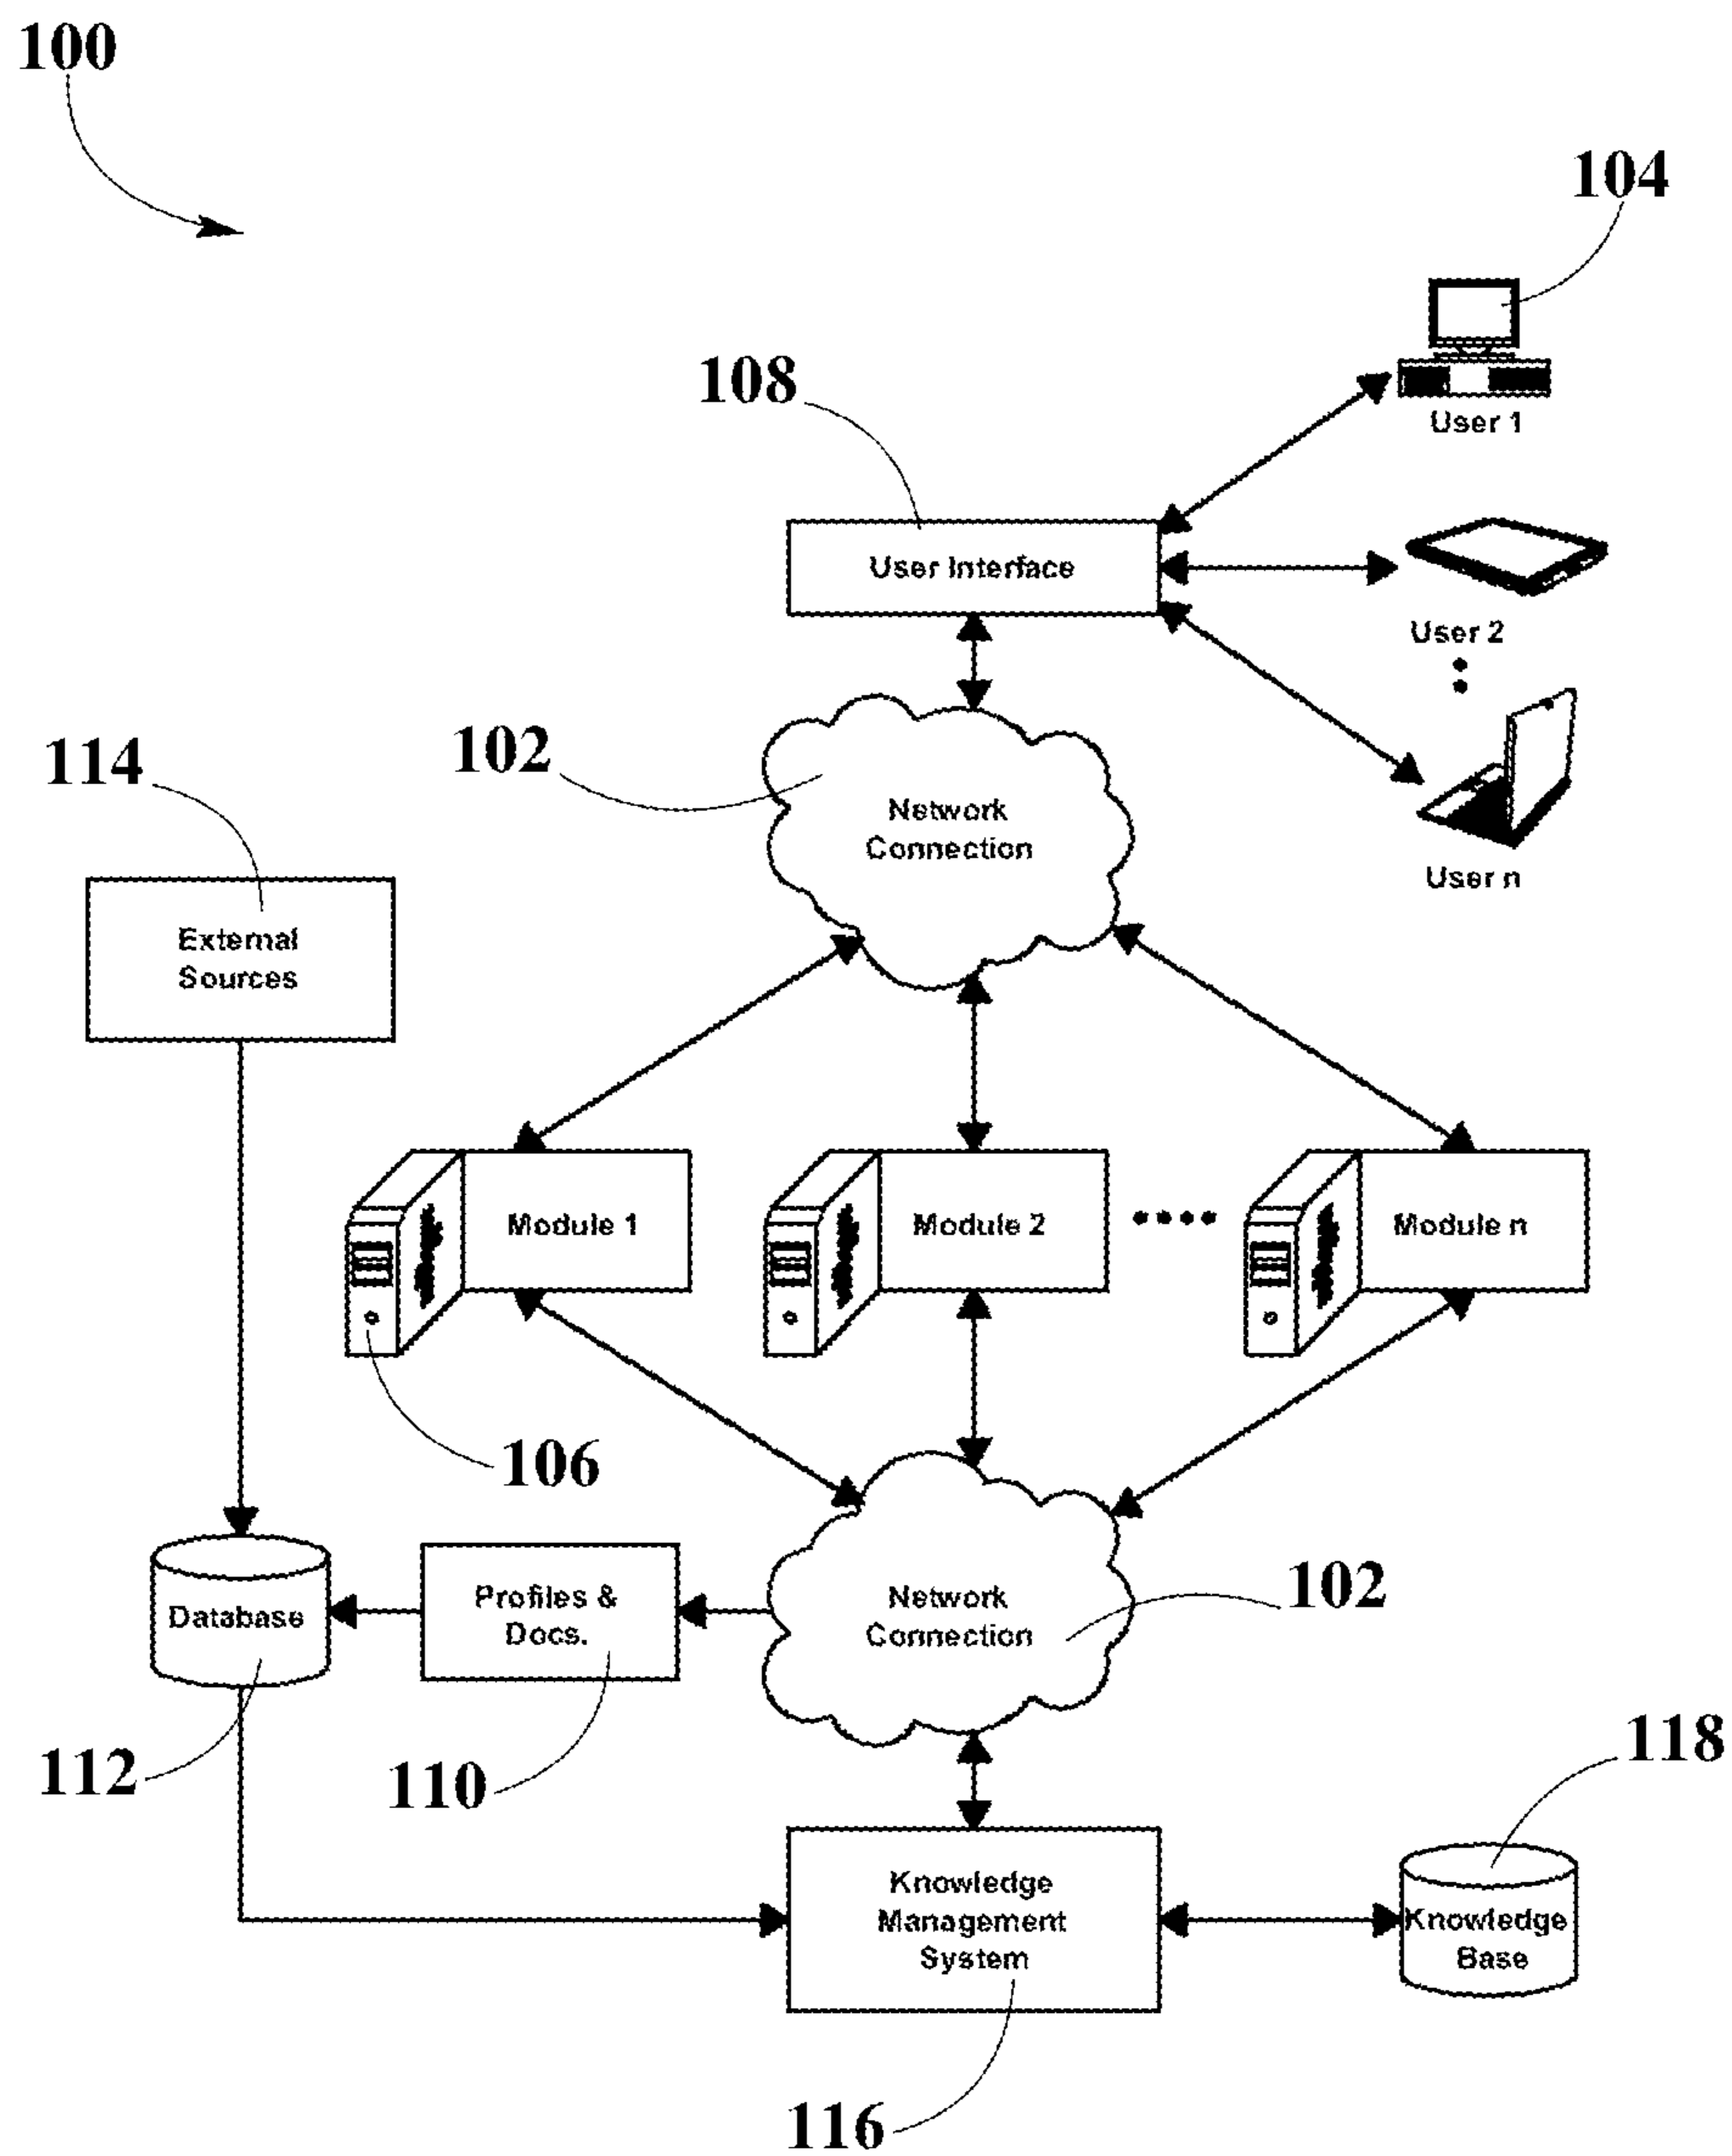 100
104
108
User 1
User Interface
User 2
102
114
Network
Connection
User n
External
Sources
Module 1
Module 2
Module n
106
Database
Profiles &
Docs.
Network
Connection
102
112
110
118
Knowledge
Management
System
Knowledge
Base
116